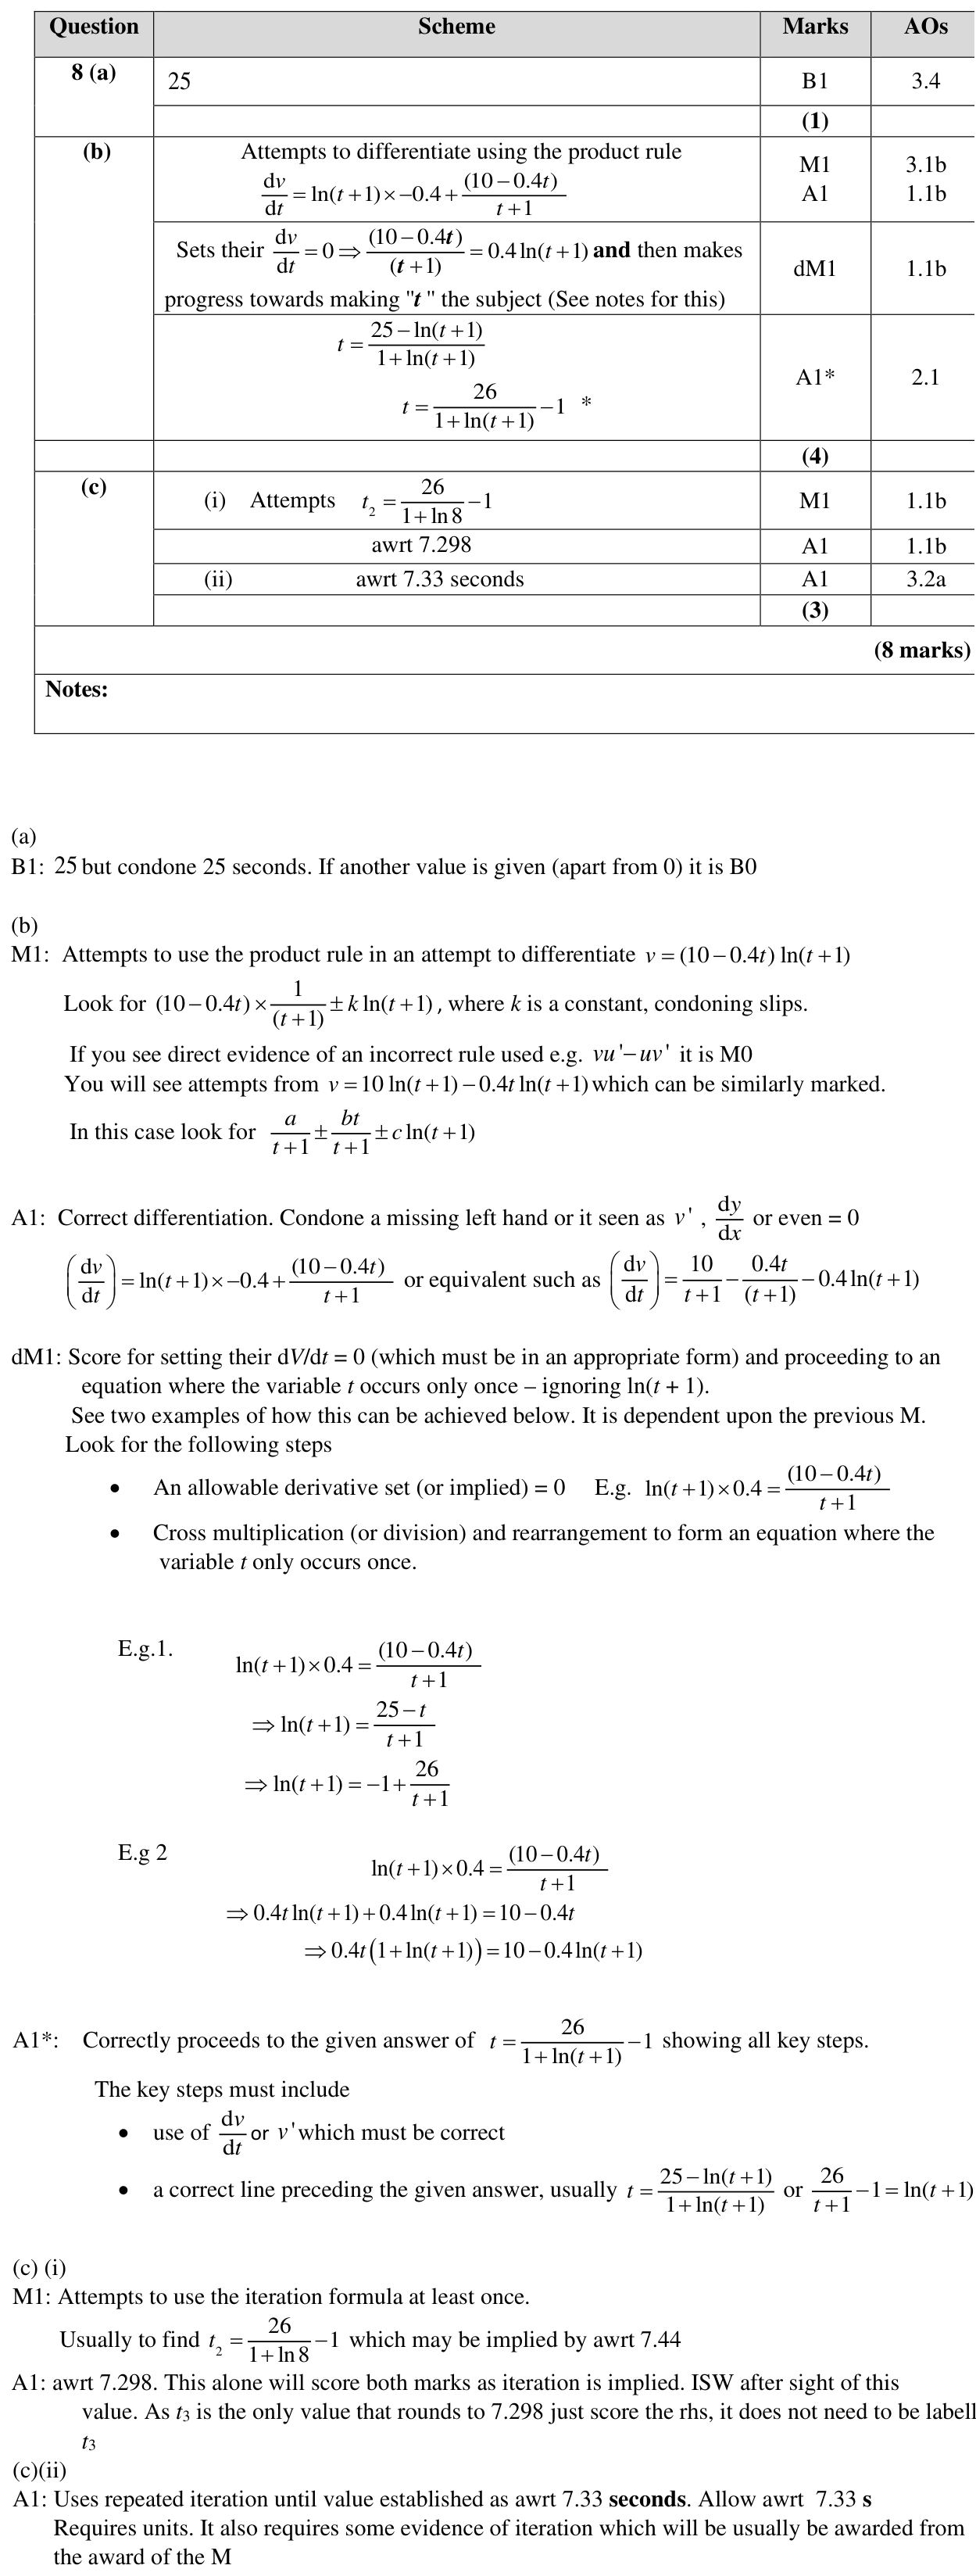 Question Scheme Marks AOs
8 (a) 25 B1 3.4
(1)
(b) Attempts to differentiate using the product rule
dv/dt = ln(t+1)×−0.4 + (10−0.4t)/(t+1)
M1 3.1b
A1 1.1b
Sets their dv/dt = 0 ⇒ (10−0.4t)/(t+1) = 0.4ln(t+1) and then makes
progress towards making "t" the subject (See notes for this)
dM1 1.1b
t = (25−ln(t+1))/(1+ln(t+1))
t = 26/(1+ln(t+1)) −1 *
A1* 2.1
(4)
(c) (i) Attempts t₂ = 26/(1+ln8) −1 M1 1.1b
awrt 7.298 A1 1.1b
(ii) awrt 7.33 seconds A1 3.2a
(3)
(8 marks)
Notes:
(a)
B1: 25 but condone 25 seconds. If another value is given (apart from 0) it is B0
(b)
M1: Attempts to use the product rule in an attempt to differentiate v = (10−0.4t) ln(t+1)
Look for (10−0.4t)× 1/(t+1) ± k ln(t+1), where k is a constant, condoning slips.
If you see direct evidence of an incorrect rule used e.g. vu'−uv' it is M0
You will see attempts from v = 10 ln(t+1)−0.4t ln(t+1) which can be similarly marked.
In this case look for a/(t+1) ± bt/(t+1) ± c ln(t+1)
A1: Correct differentiation. Condone a missing left hand or it seen as v' , dy/dx or even = 0
(dv/dt) = ln(t+1)×−0.4 + (10−0.4t)/(t+1) or equivalent such as (dv/dt) = 10/(t+1) − 0.4t/(t+1) −0.4ln(t+1)
dM1: Score for setting their dV/dt = 0 (which must be in an appropriate form) and proceeding to an
equation where the variable t occurs only once – ignoring ln(t + 1).
See two examples of how this can be achieved below. It is dependent upon the previous M.
Look for the following steps
• An allowable derivative set (or implied) = 0 E.g. ln(t+1)×0.4 = (10−0.4t)/(t+1)
• Cross multiplication (or division) and rearrangement to form an equation where the
variable t only occurs once.
E.g.1. ln(t+1)×0.4 = (10−0.4t)/(t+1)
⇒ ln(t+1) = (25−t)/(t+1)
⇒ ln(t+1) = −1+ 26/(t+1)
E.g 2 ln(t+1)×0.4 = (10−0.4t)/(t+1)
⇒ 0.4t ln(t+1)+0.4 ln(t+1) = 10−0.4t
⇒ 0.4t(1+ln(t+1)) = 10−0.4ln(t+1)
A1*: Correctly proceeds to the given answer of t = 26/(1+ln(t+1)) −1 showing all key steps.
The key steps must include
• use of dv/dt or v' which must be correct
• a correct line preceding the given answer, usually t = (25−ln(t+1))/(1+ln(t+1)) or 26/(t+1) −1 = ln(t+1)
(c) (i)
M1: Attempts to use the iteration formula at least once.
Usually to find t₂ = 26/(1+ln8) −1 which may be implied by awrt 7.44
A1: awrt 7.298. This alone will score both marks as iteration is implied. ISW after sight of this
value. As t₃ is the only value that rounds to 7.298 just score the rhs, it does not need to be labell
t₃
(c)(ii)
A1: Uses repeated iteration until value established as awrt 7.33 seconds. Allow awrt 7.33 s
Requires units. It also requires some evidence of iteration which will be usually be awarded from
the award of the M